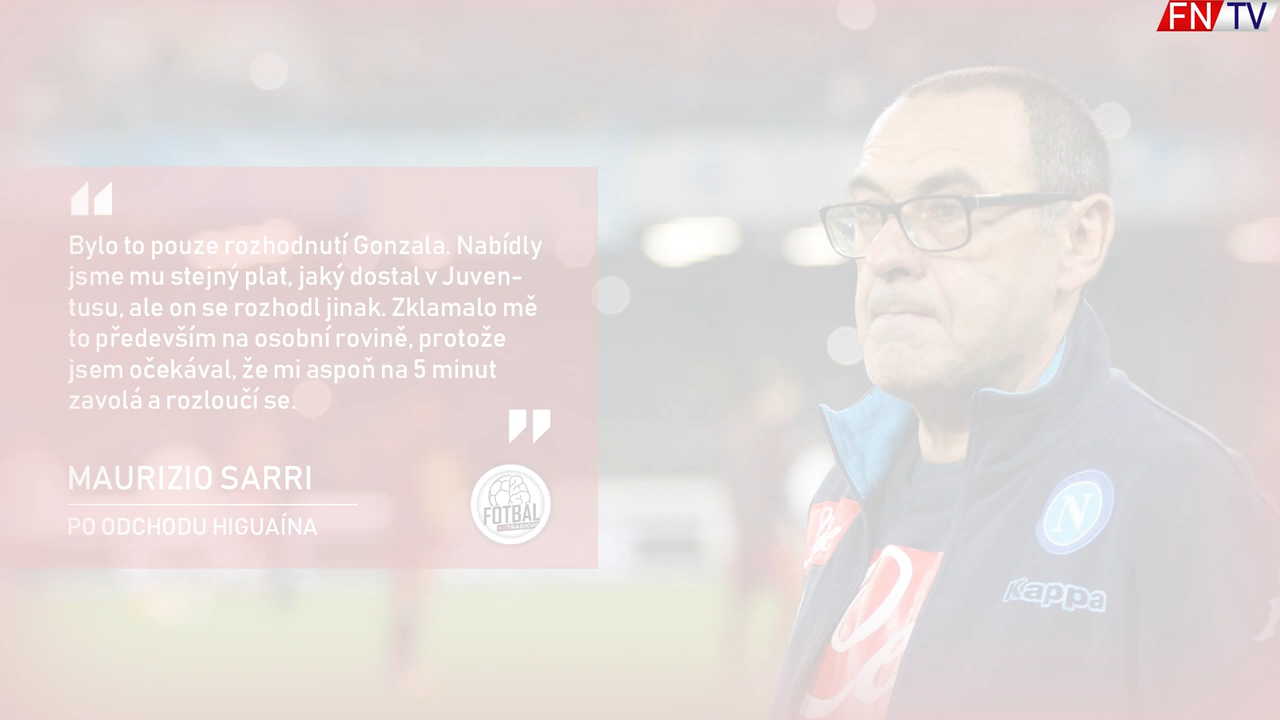 FN TV
Bylo to pouze rozhodnutí Gonzala. Nabídly
jsme mu stejný plat, jaký dostal v Juven-
tusu, ale on se rozhodl jinak. Zklamalo mě
to především na osobní rovině, protože
jsem očekával, že mi aspoň na 5 minut
zavolá a rozloučí se.
MAURIZIO SARRI
PO ODCHODU HIGUAÍNA
FOTBAL
N
Kappa